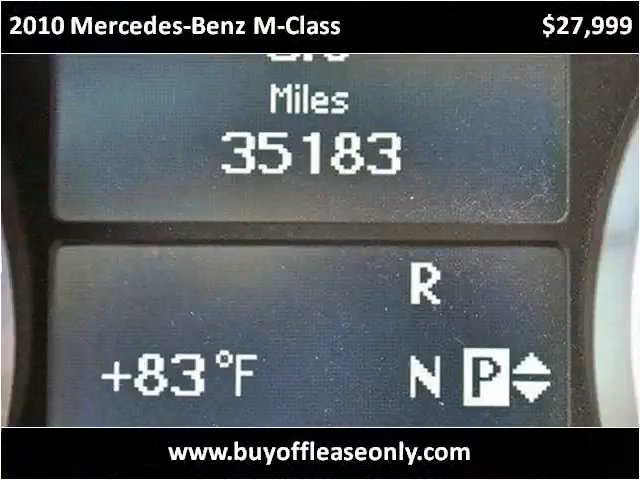 2010 Mercedes-Benz M-Class $27,999
Miles
35183
R
+83°F N P
www.buyoffleaseonly.com